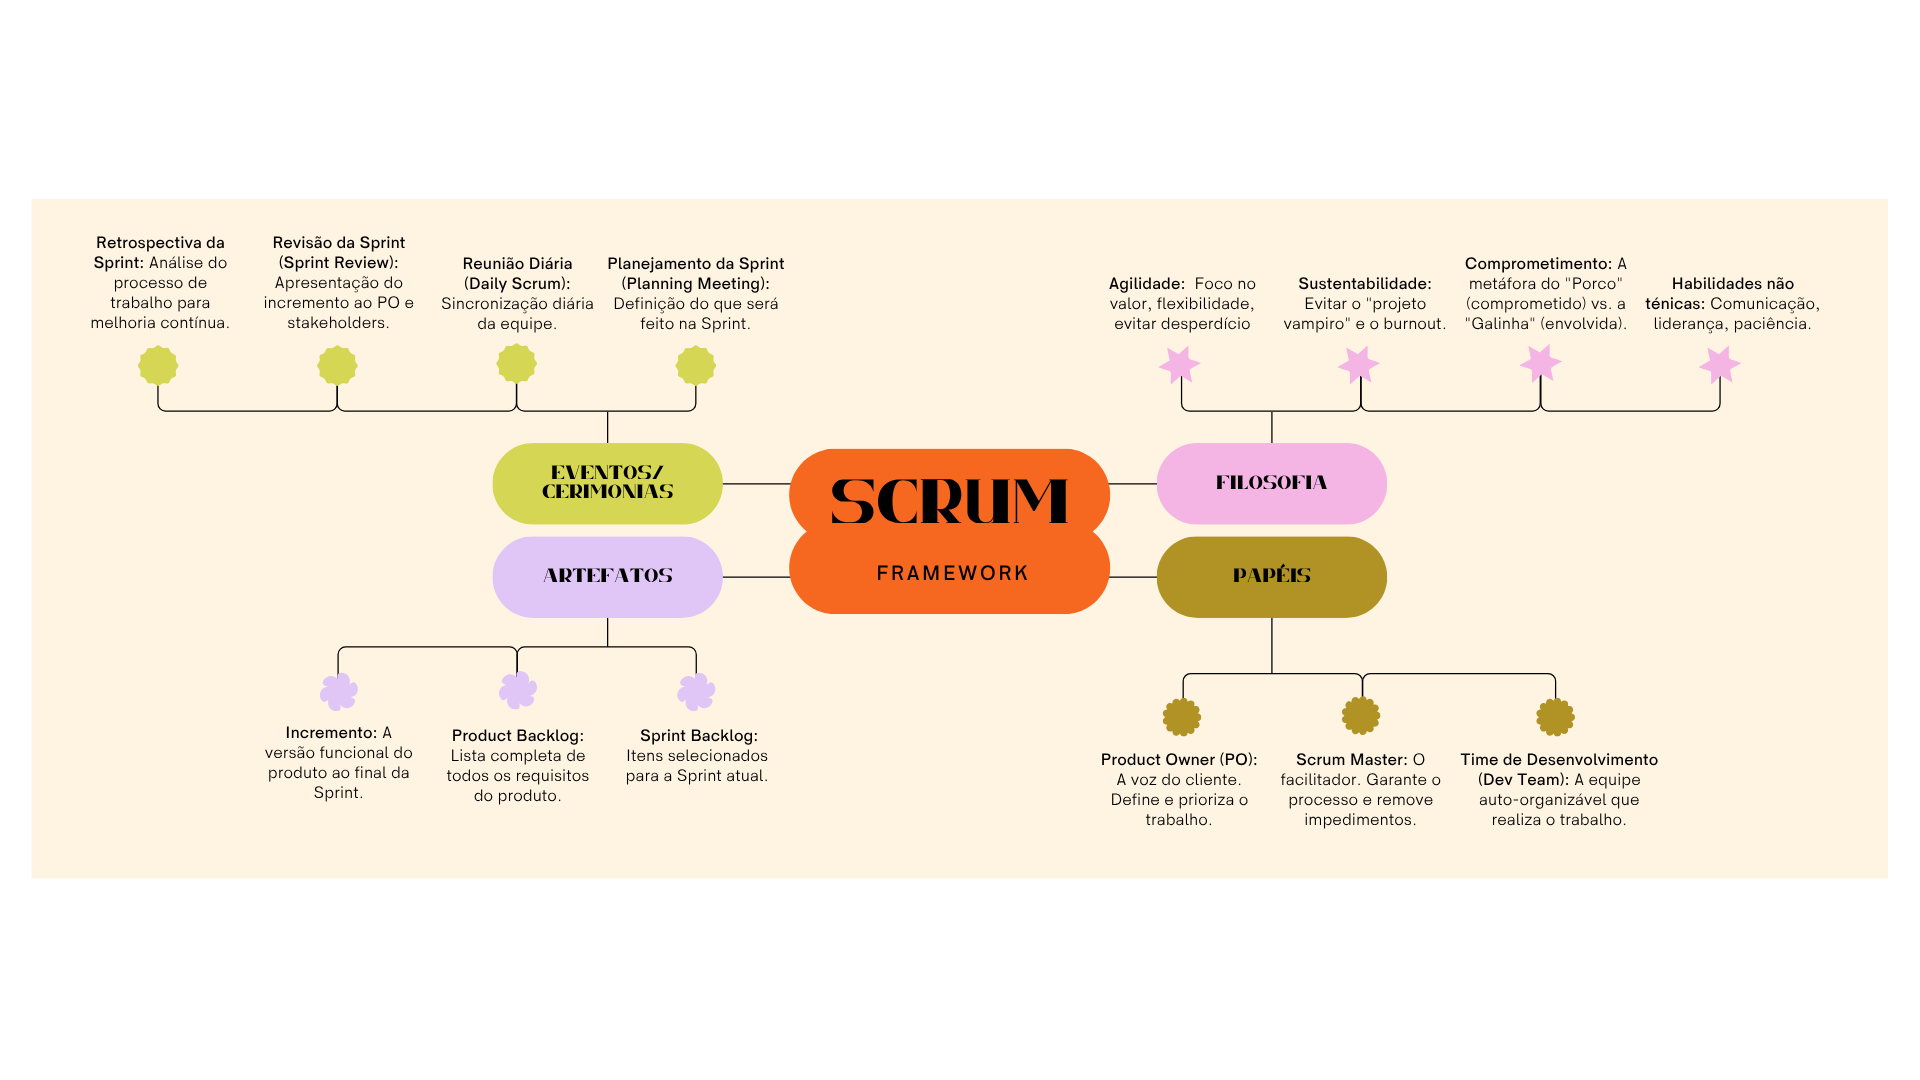 Retrospectiva da
Sprint: Análise do
processo de
trabalho para
melhoria contínua.
Revisão da Sprint
(Sprint Review):
Apresentação do
incremento ao PO e
stakeholders.
Reunião Diária
(Daily Scrum):
Sincronização diária
da equipe.
Planejamento da Sprint
(Planning Meeting):
Definição do que será
feito na Sprint.
Agilidade:  Foco no
valor, flexibilidade,
evitar desperdício
Sustentabilidade:
Evitar o "projeto
vampiro" e o burnout.
Comprometimento: A
metáfora do "Porco"
(comprometido) vs. a
"Galinha" (envolvida).
Habilidades não
ténicas: Comunicação,
liderança, paciência.
EVENTOS/
CERIMONIAS
SCRUM
FRAMEWORK
FILOSOFIA
ARTEFATOS
PAPÉIS
Incremento: A
versão funcional do
produto ao final da
Sprint.
Product Backlog:
Lista completa de
todos os requisitos
do produto.
Sprint Backlog:
Itens selecionados
para a Sprint atual.
Product Owner (PO):
A voz do cliente.
Define e prioriza o
trabalho.
Scrum Master: O
facilitador. Garante o
processo e remove
impedimentos.
Time de Desenvolvimento
(Dev Team): A equipe
auto-organizável que
realiza o trabalho.